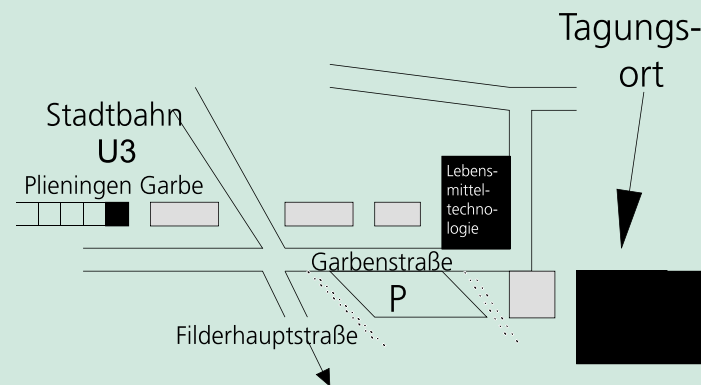 Tagungs-
ort
Stadtbahn
U3
Plieningen Garbe
Lebens-
mittel-
techno-
logie
Garbenstraße
P
Filderhauptstraße